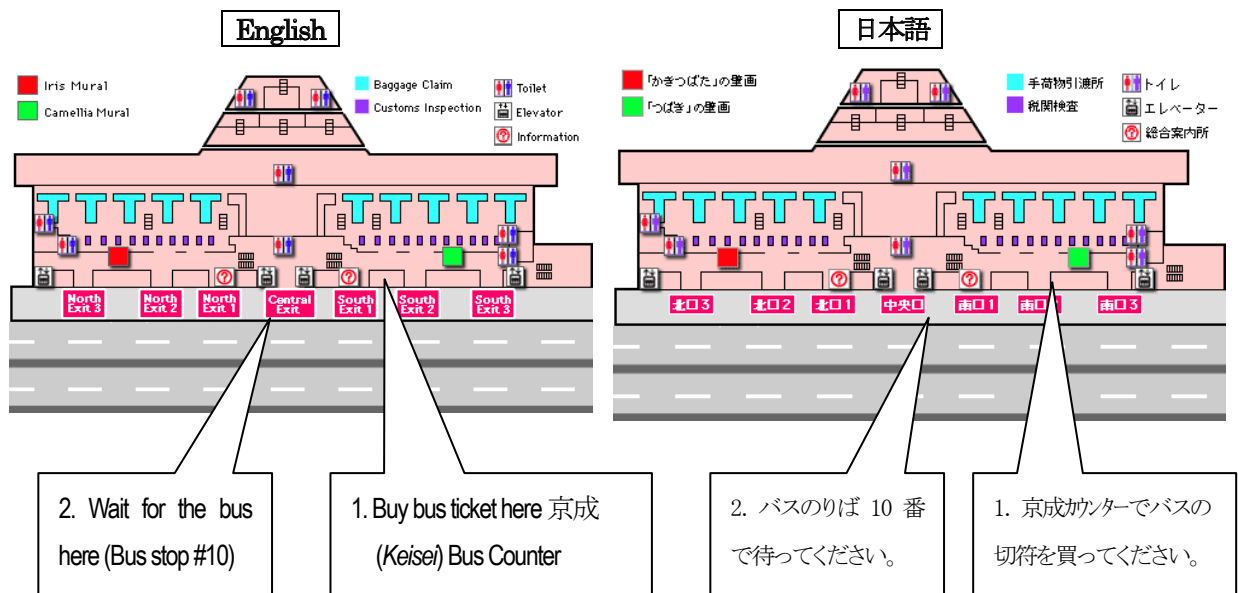 English
Iris Mural
Camellia Mural
Baggage Claim
Customs Inspection
Toilet
Elevator
Information
North
Exit 3
North
Exit 2
North
Exit 1
Central
Exit
South
Exit 1
South
Exit 2
South
Exit 3
2. Wait for the bus
here (Bus stop #10)
1. Buy bus ticket here 京成
(Keisei) Bus Counter
日本語
「かきつばた」の壁画
「つばき」の壁画
手荷物引渡所
税関検査
トイレ
エレベーター
総合案内所
北口3
北口2
北口1
中央口
南口1
南口
南口3
2. バスのりば 10 番
で待ってください。
1. 京成カウンターでバスの
切符を買ってください。